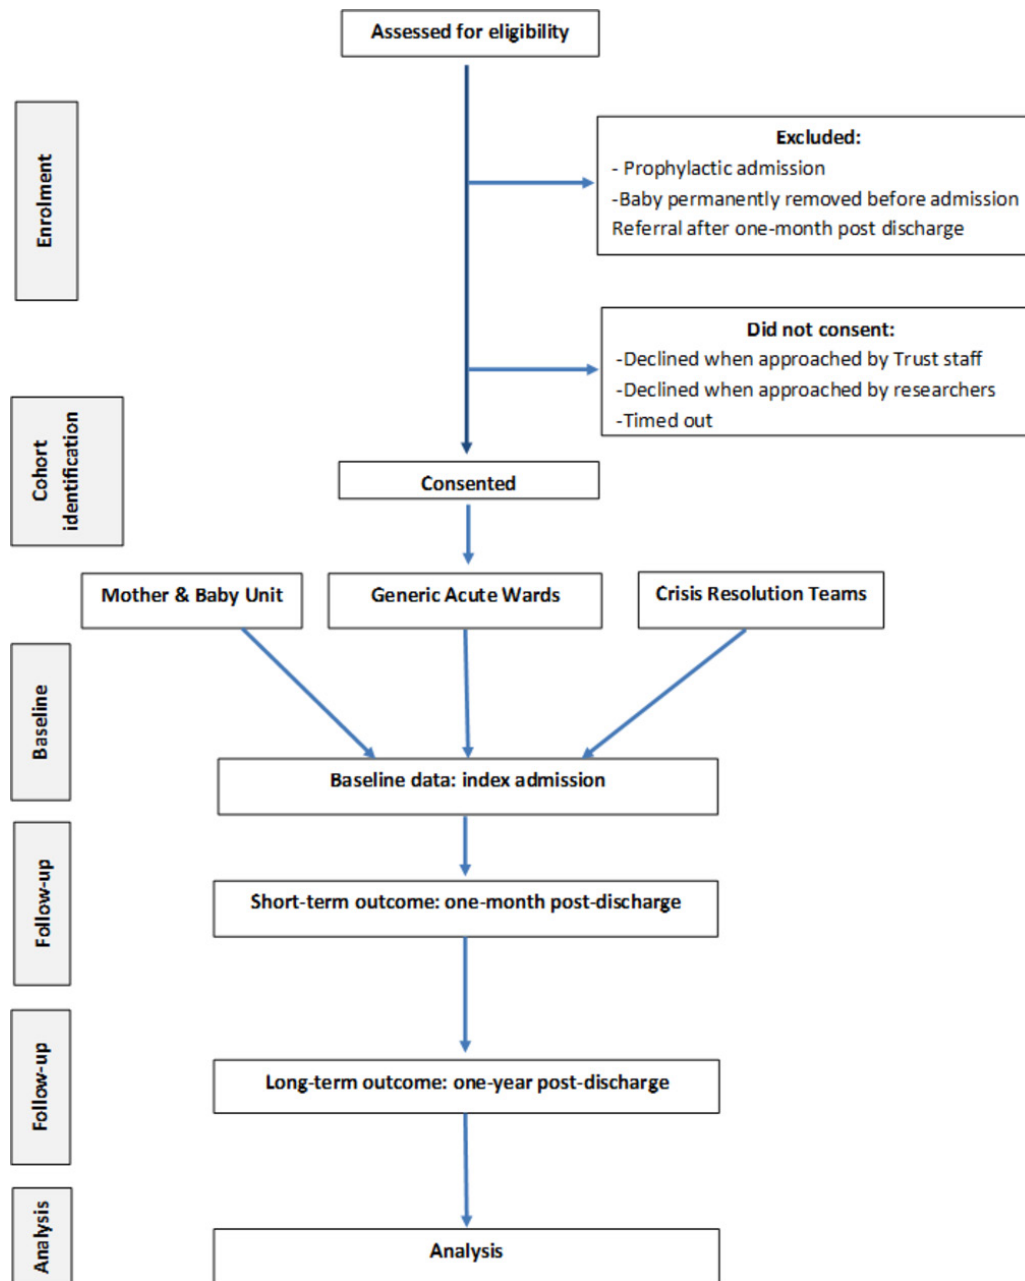 Assessed for eligibility
Enrolment
Excluded:
- Prophylactic admission
-Baby permanently removed before admission
Referral after one-month post discharge
Did not consent:
-Declined when approached by Trust staff
-Declined when approached by researchers
-Timed out
Cohort
identification
Consented
Mother & Baby Unit
Generic Acute Wards
Crisis Resolution Teams
Baseline
Baseline data: index admission
Follow-up
Short-term outcome: one-month post-discharge
Follow-up
Long-term outcome: one-year post-discharge
Analysis
Analysis